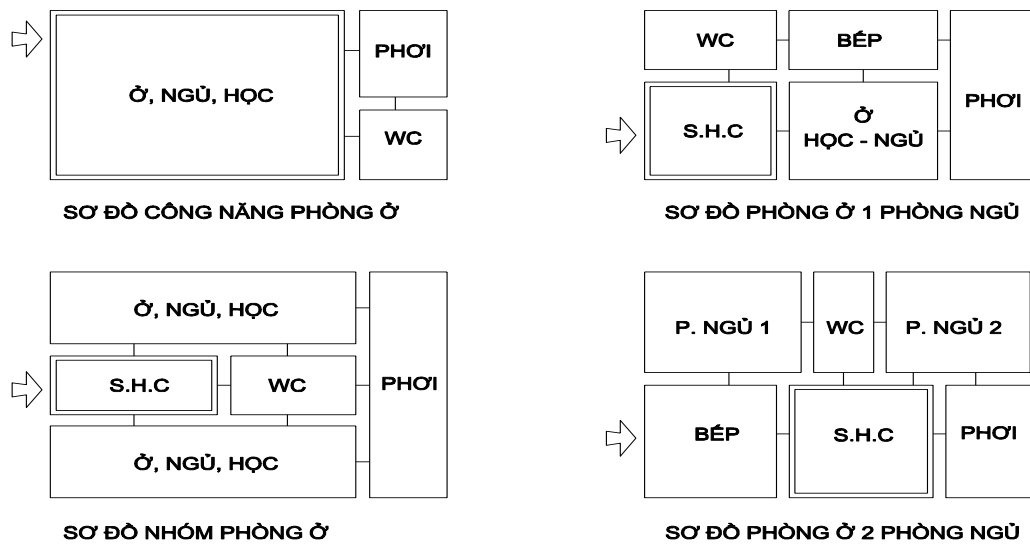 Ở, NGỦ, HỌC
PHƠI
WC
SƠ ĐỒ CÔNG NĂNG PHÒNG Ở
WC
BẾP
PHƠI
S.H.C
Ở
HỌC - NGỦ
SƠ ĐỒ PHÒNG Ở 1 PHÒNG NGỦ
Ở, NGỦ, HỌC
S.H.C
WC
PHƠI
Ở, NGỦ, HỌC
SƠ ĐỒ NHÓM PHÒNG Ở
P. NGỦ 1
WC
P. NGỦ 2
BẾP
S.H.C
PHƠI
SƠ ĐỒ PHÒNG Ở 2 PHÒNG NGỦ